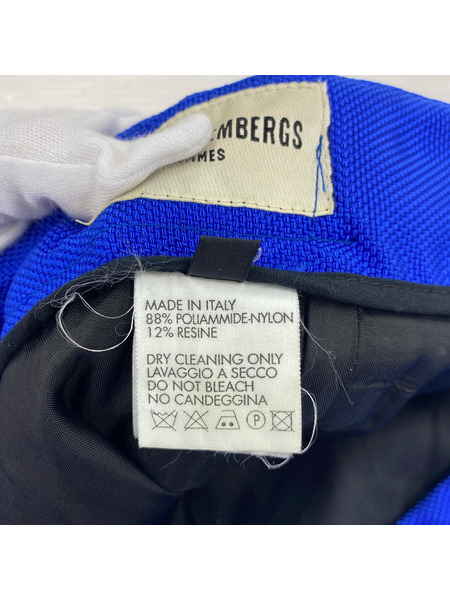 MBERGS
MMES
MADE IN ITALY
88% POLIAMMIDE-NYLON
12% RESINE
DRY CLEANING ONLY
LAVAGGIO A SECCO
DO NOT BLEACH
NO CANDEGGINA
P